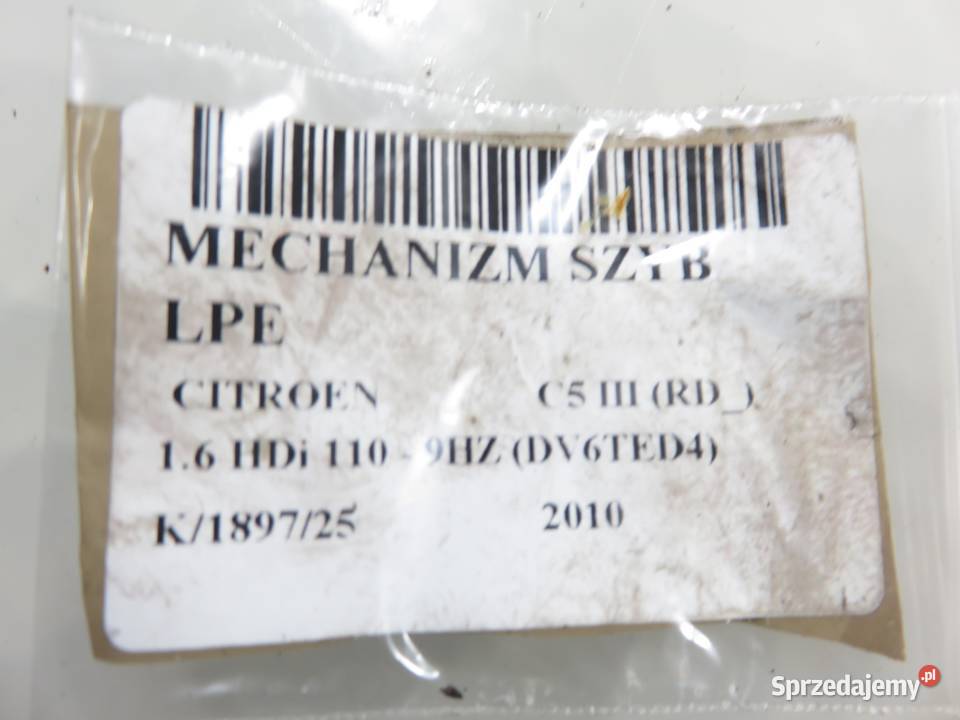 MECHANIZM SZYB
LPE
CITROEN C5 III (RD_)
1.6 HDi 110 - 9HZ (DV6TED4)
K/1897/25 2010
Sprzedajemy.pl